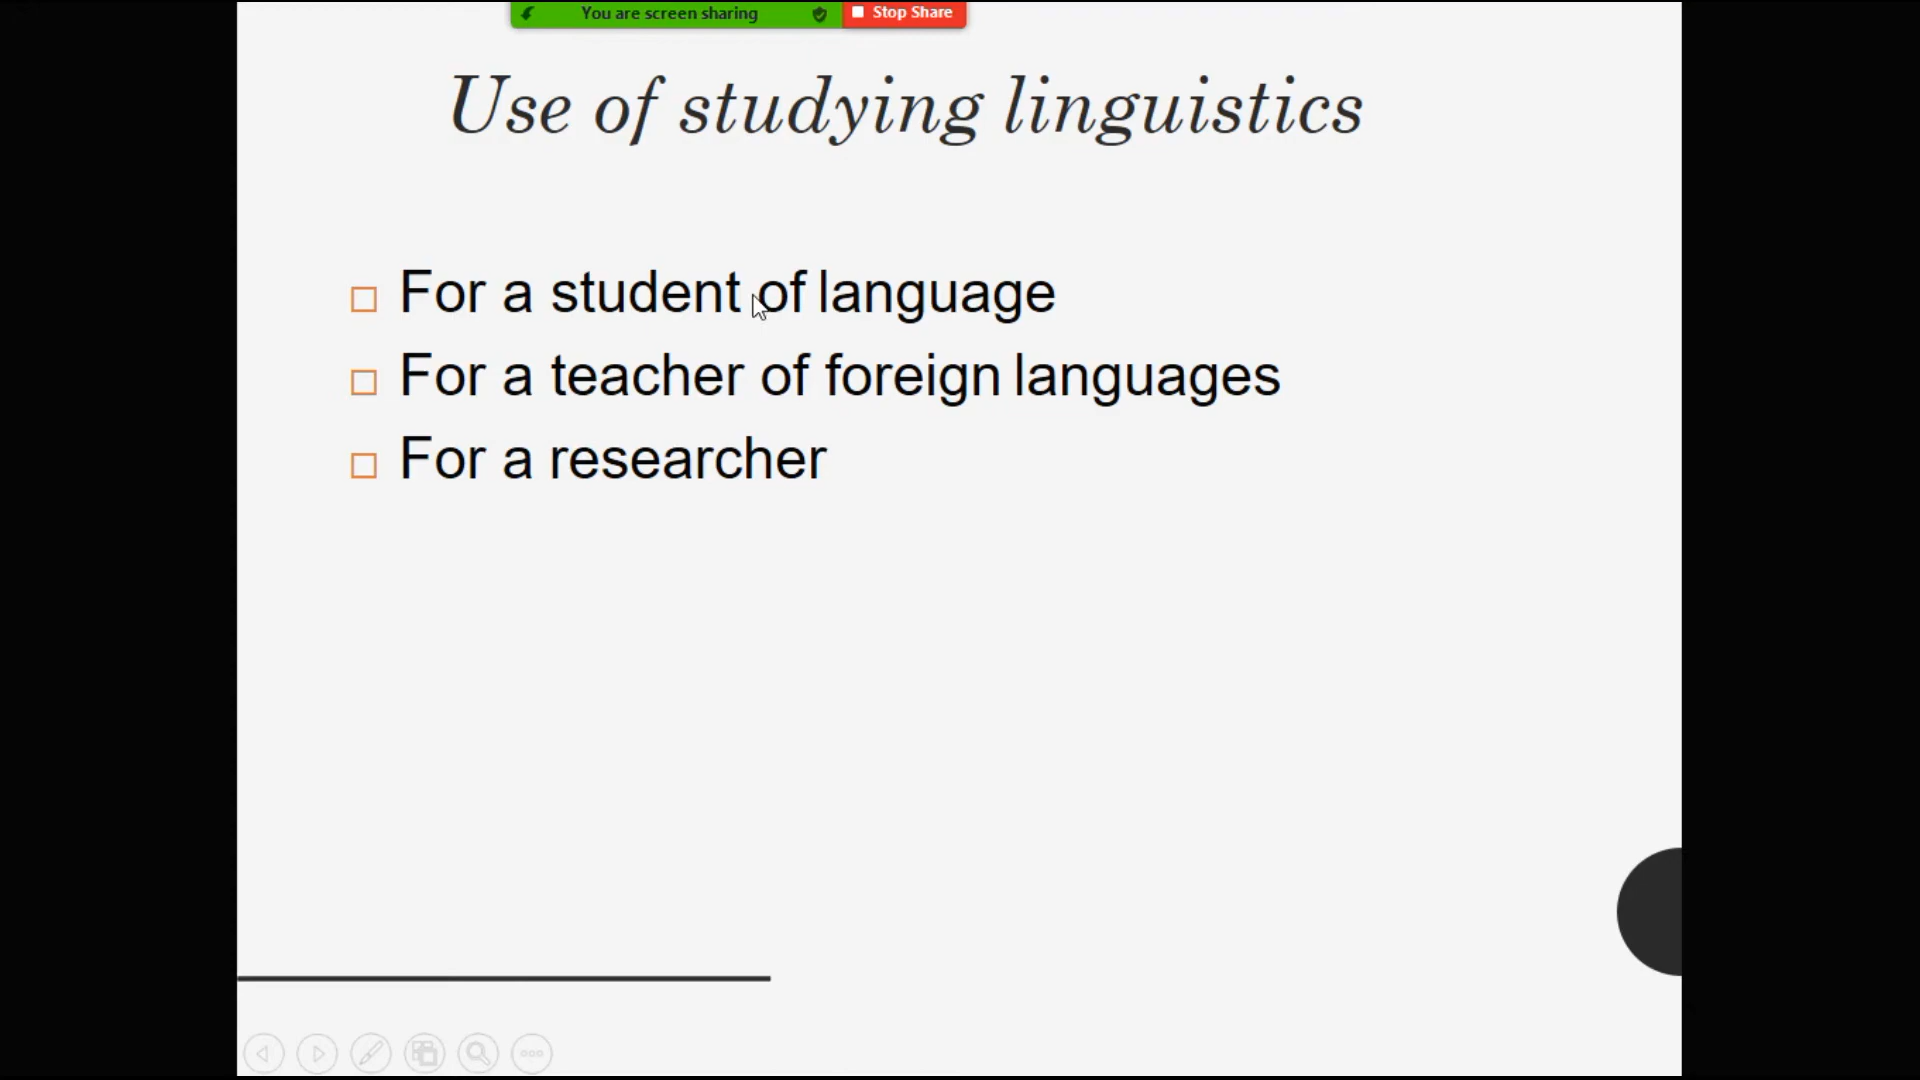 You are screen sharing
Stop Share
Use of studying linguistics
For a student of language
For a teacher of foreign languages
For a researcher